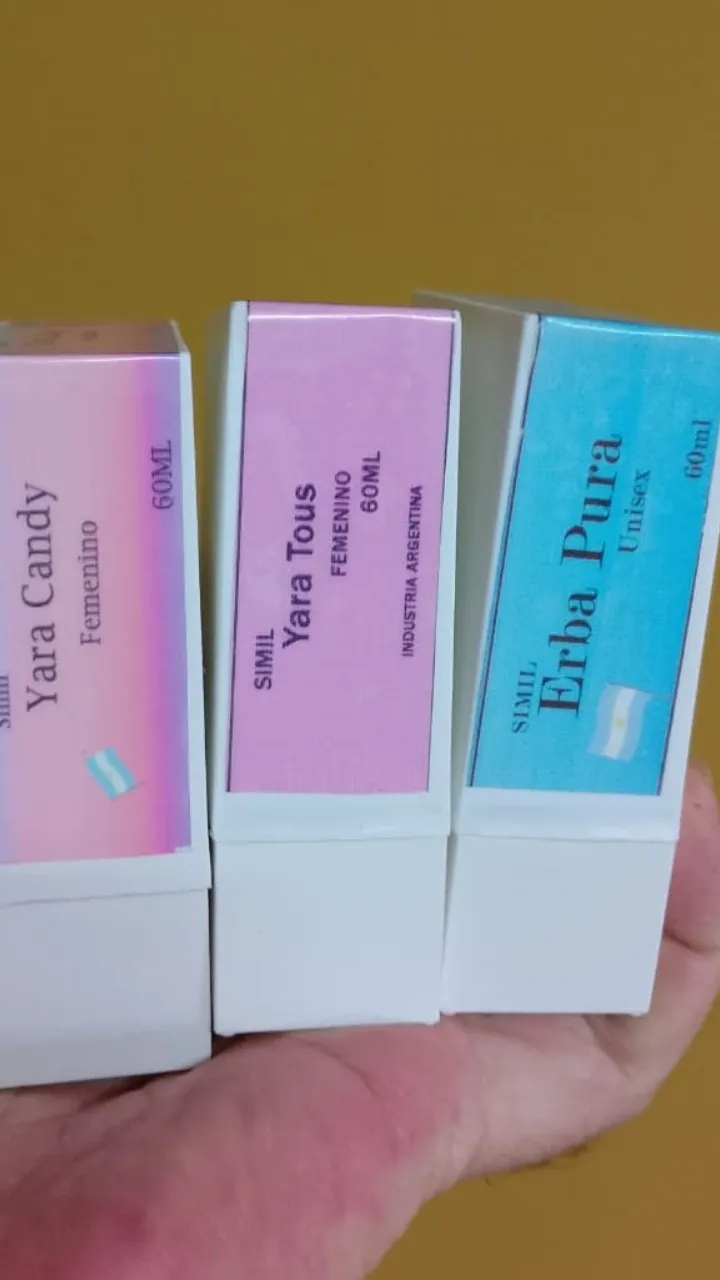 Simil
Yara Candy
Femenino
60ML
SIMIL
Yara Tous
FEMENINO
60ML
INDUSTRIA ARGENTINA
SIMIL
Erba Pura
Unisex
60ml